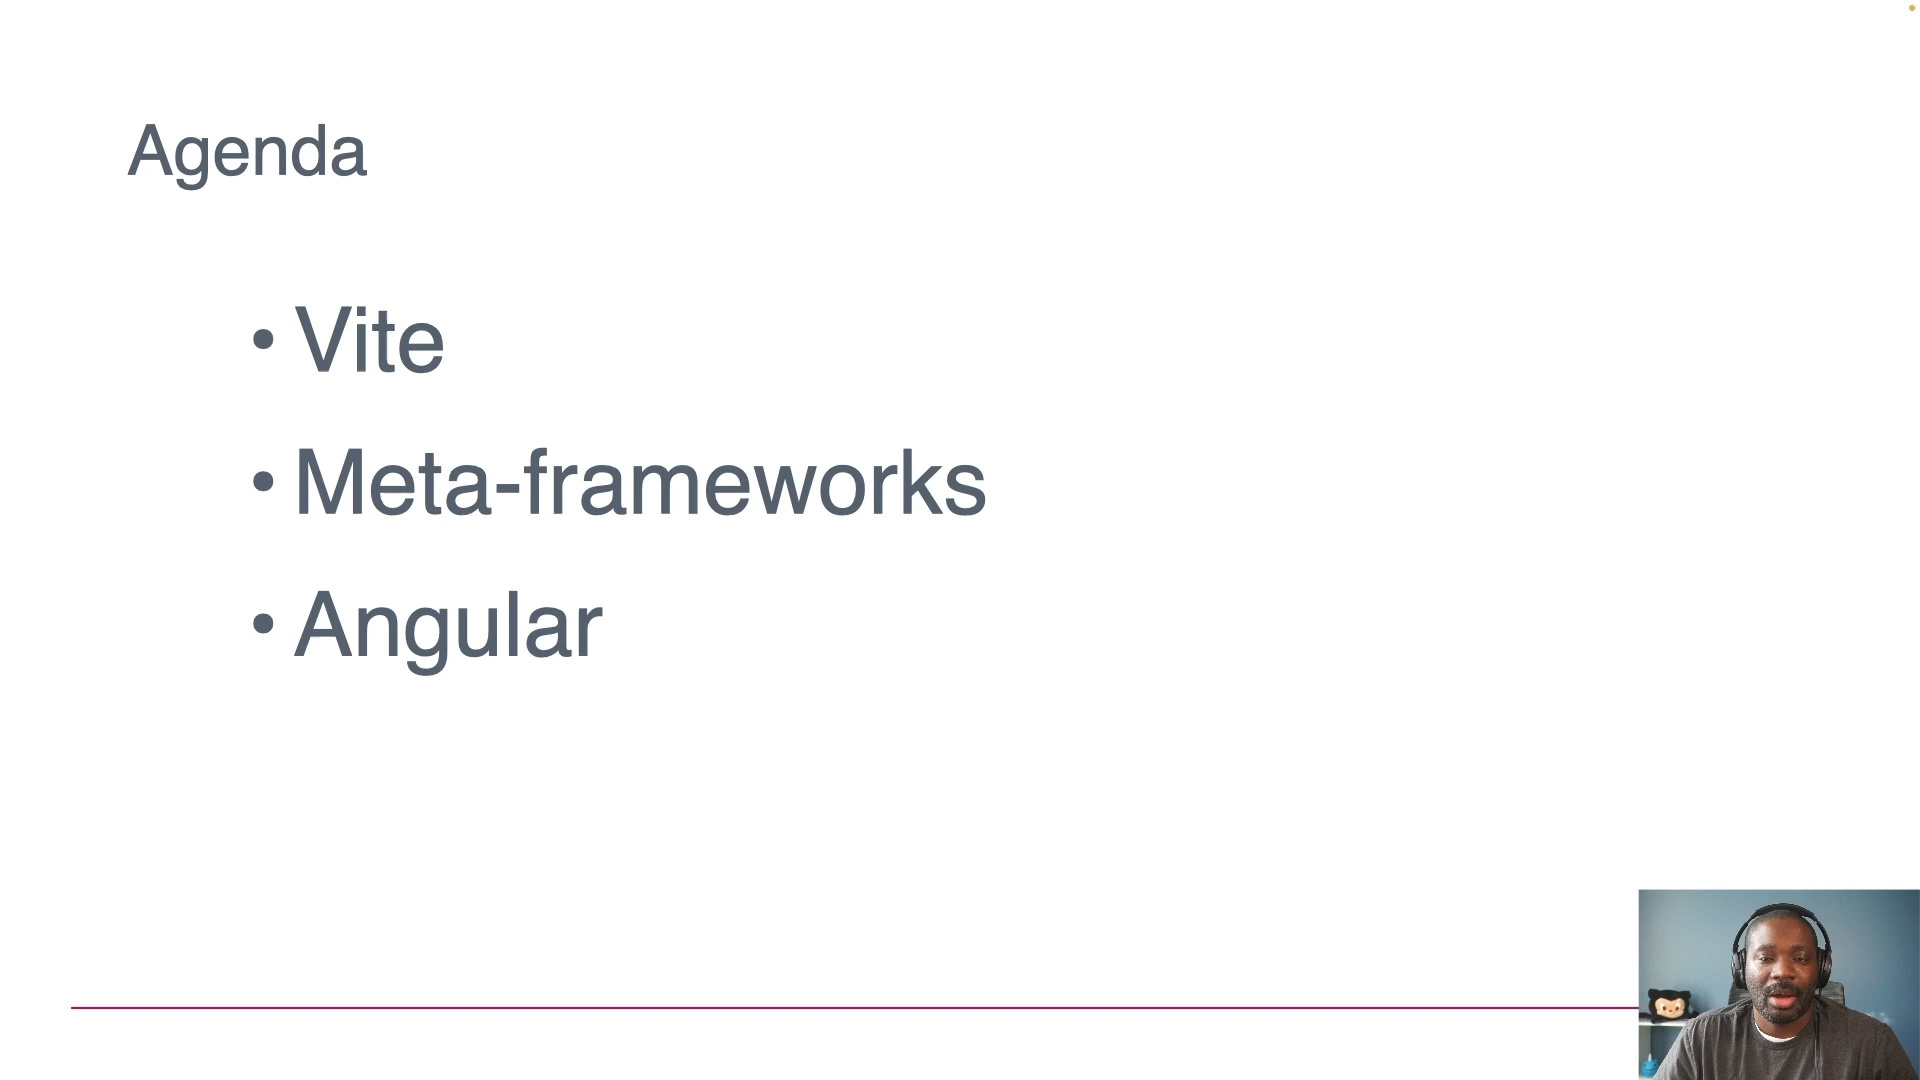 Agenda
• Vite
• Meta-frameworks
• Angular